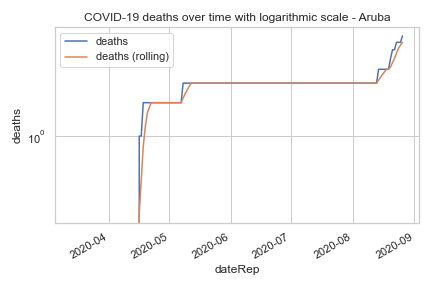 COVID-19 deaths over time with logarithmic scale - Aruba
deaths
deaths (rolling)
deaths
10⁰
2020-04
2020-05
2020-06
2020-07
2020-08
2020-09
dateRep